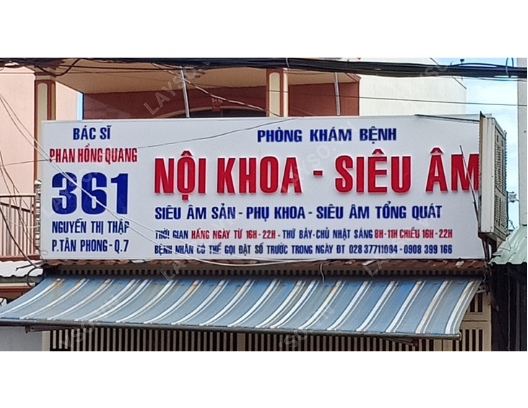 BÁC SĨ
PHAN HỒNG QUANG
361
NGUYỄN THỊ THẬP
P.TÂN PHONG - Q.7
PHÒNG KHÁM BỆNH
NỘI KHOA - SIÊU ÂM
SIÊU ÂM SẢN - PHỤ KHOA - SIÊU ÂM TỔNG QUÁT
THỜI GIAN HẰNG NGÀY TỪ 16H - 22H - THỨ BẢY - CHỦ NHẬT SÁNG 8H - 11H CHIỀU 16H - 22H
BỆNH NHÂN CÓ THỂ GỌI ĐẶT SỐ TRƯỚC TRONG NGÀY ĐT 028 37711094 - 0908 399 166